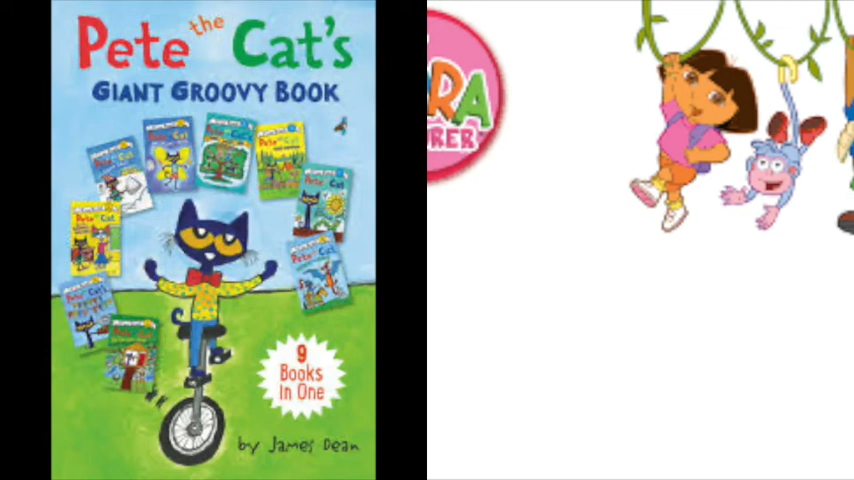 Pete the Cat's
GIANT GROOVY BOOK
9
Books
in One
by James Dean
RA
RER